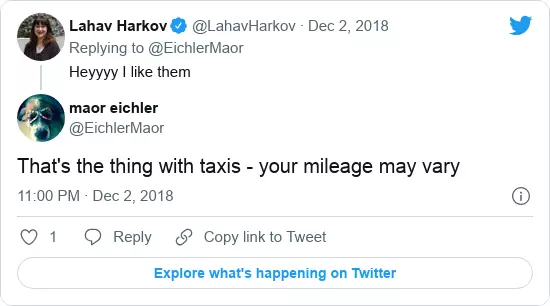 Lahav Harkov @LahavHarkov · Dec 2, 2018
Replying to @EichlerMaor
Heyyyy I like them
maor eichler
@EichlerMaor
That's the thing with taxis - your mileage may vary
11:00 PM · Dec 2, 2018
1 Reply Copy link to Tweet
Explore what's happening on Twitter